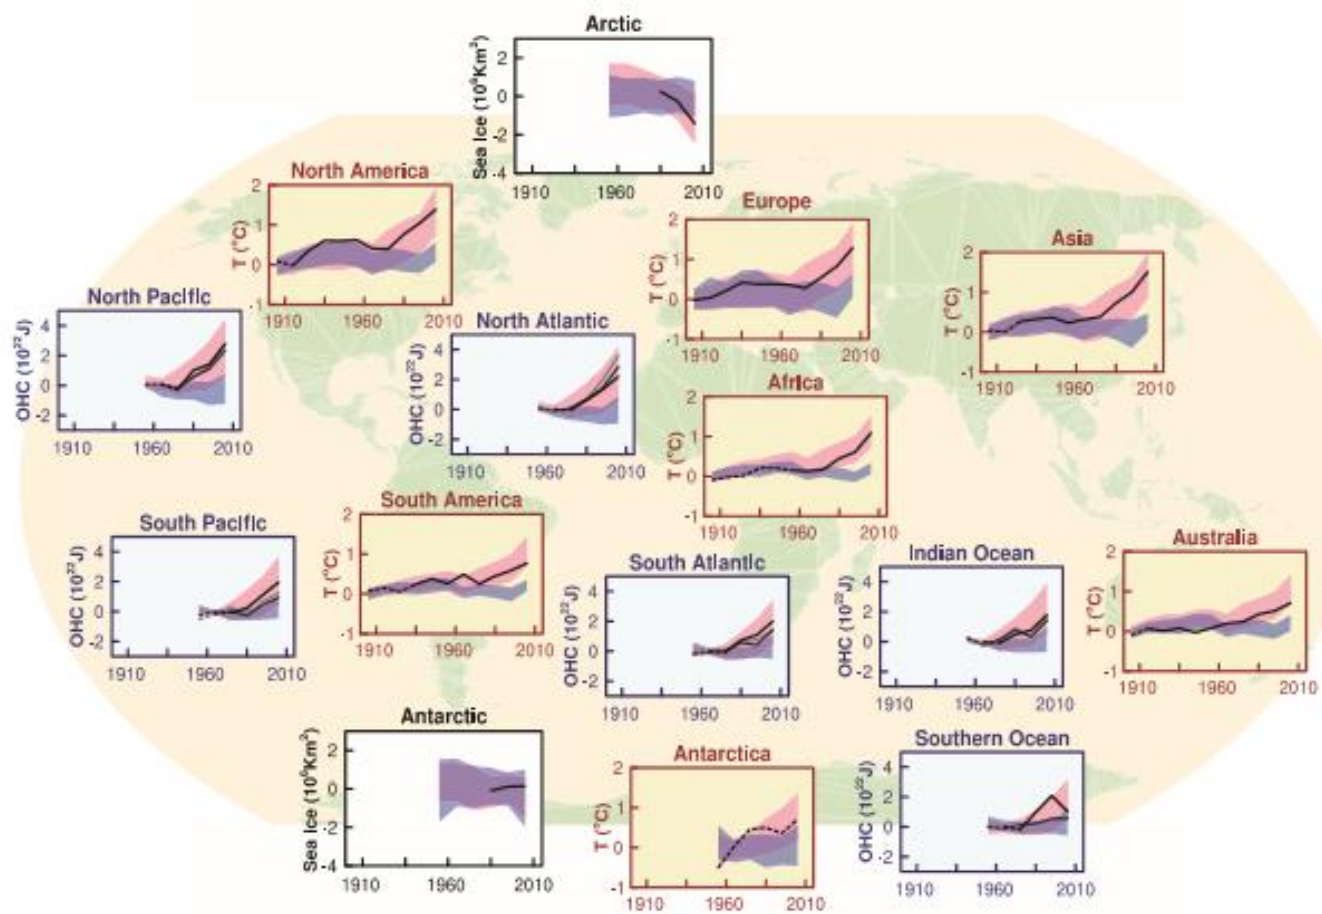 Arctic
Sea Ice (10⁶Km²)
2
0
-2
-4
1910 1960 2010
North America
T (°C)
2
1
0
-1
1910 1960 2010
Europe
T (°C)
2
1
0
-1
1910 1960 2010
Asia
T (°C)
2
1
0
-1
1910 1960 2010
North Pacific
OHC (10²²J)
4
2
0
-2
1910 1960 2010
North Atlantic
OHC (10²²J)
4
2
0
-2
1910 1960 2010
Africa
T (°C)
2
1
0
-1
1910 1960 2010
South America
T (°C)
2
1
0
-1
1910 1960 2010
South Pacific
OHC (10²²J)
4
2
0
-2
1910 1960 2010
South Atlantic
OHC (10²²J)
4
2
0
-2
1910 1960 2010
Indian Ocean
OHC (10²²J)
4
2
0
-2
1910 1960 2010
Australia
T (°C)
2
1
0
-1
1910 1960 2010
Antarctic
Sea Ice (10⁶Km²)
2
0
-2
-4
1910 1960 2010
Antarctica
T (°C)
2
1
0
-1
1910 1960 2010
Southern Ocean
OHC (10²²J)
4
2
0
-2
1910 1960 2010